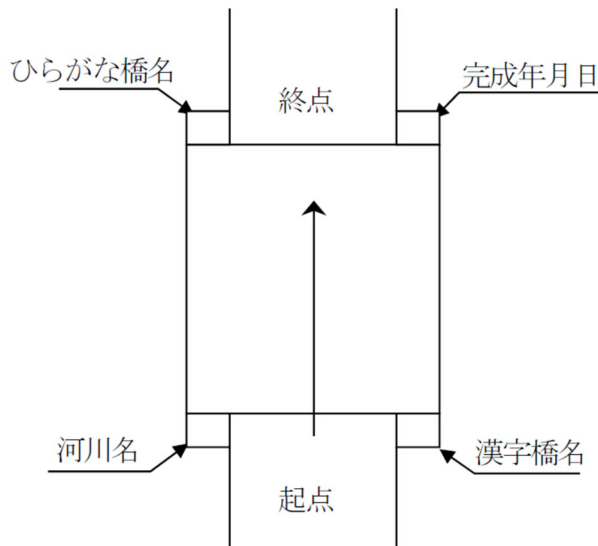 ひらがな橋名
完成年月日
終点
河川名
漢字橋名
起点